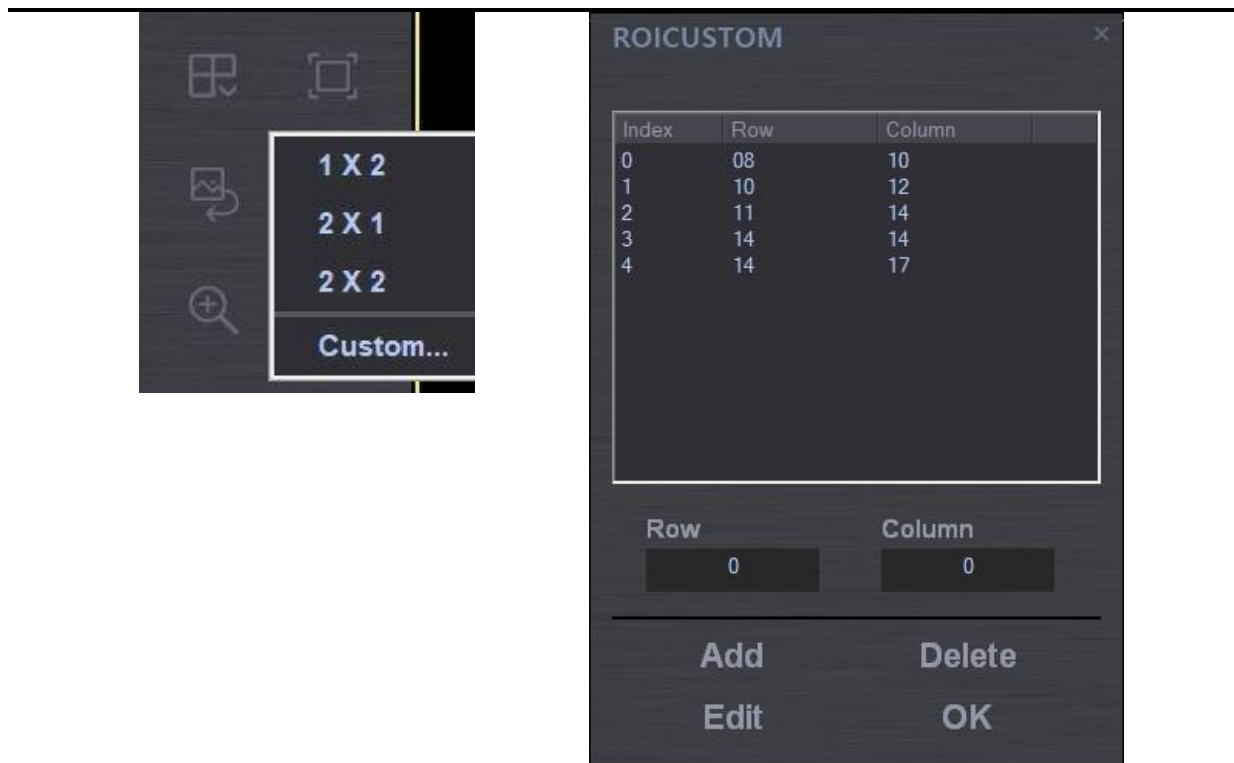 1 X 2
2 X 1
2 X 2
Custom...
ROICUSTOM
×
Index Row Column
0 08 10
1 10 12
2 11 14
3 14 14
4 14 17
Row Column
0 0
Add Delete
Edit OK